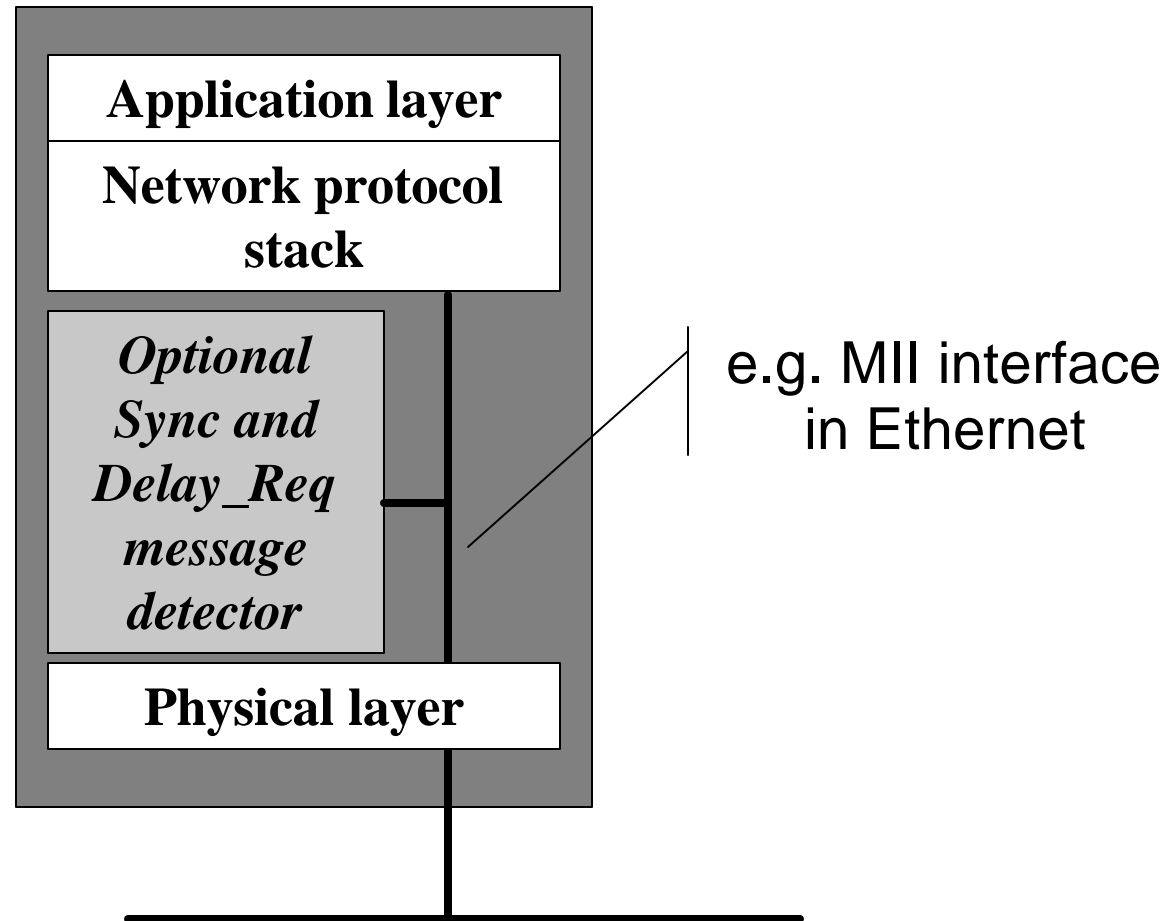 Application layer
Network protocol
stack
Optional
Sync and
Delay_Req
message
detector
e.g. MII interface
in Ethernet
Physical layer